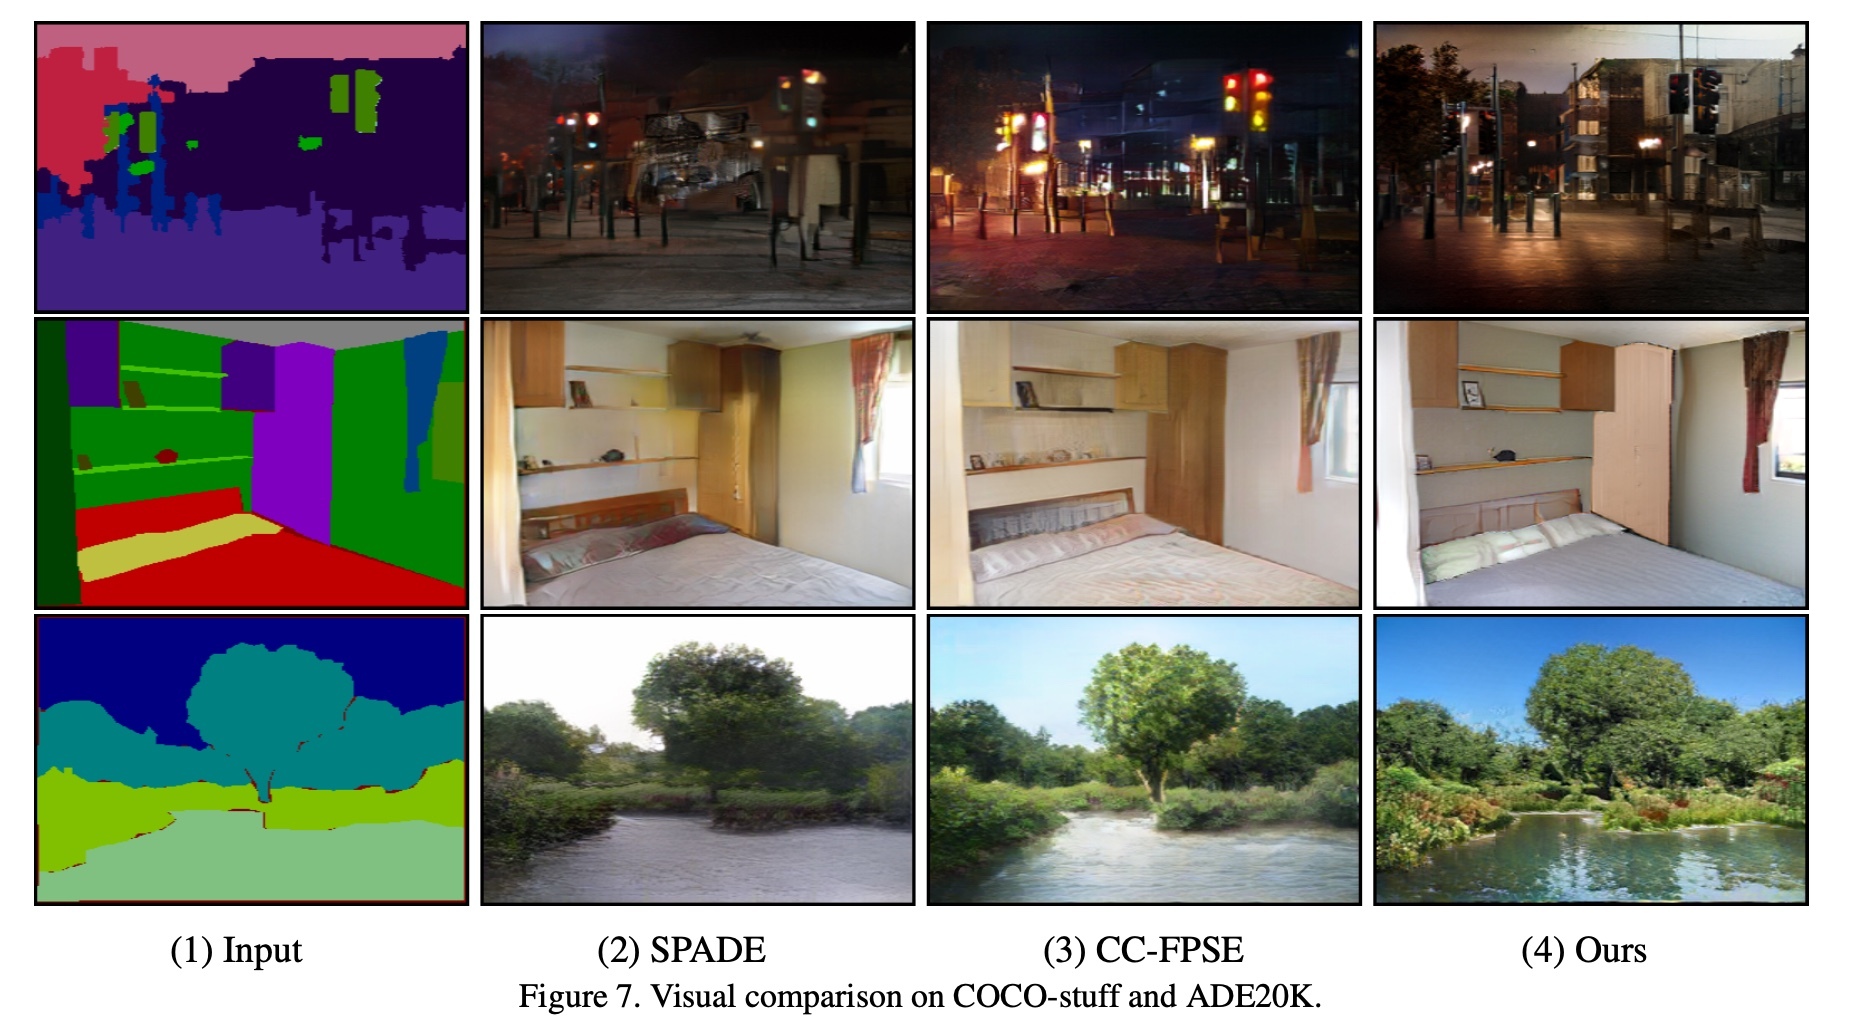 (1) Input
(2) SPADE
(3) CC-FPSE
(4) Ours
Figure 7. Visual comparison on COCO-stuff and ADE20K.